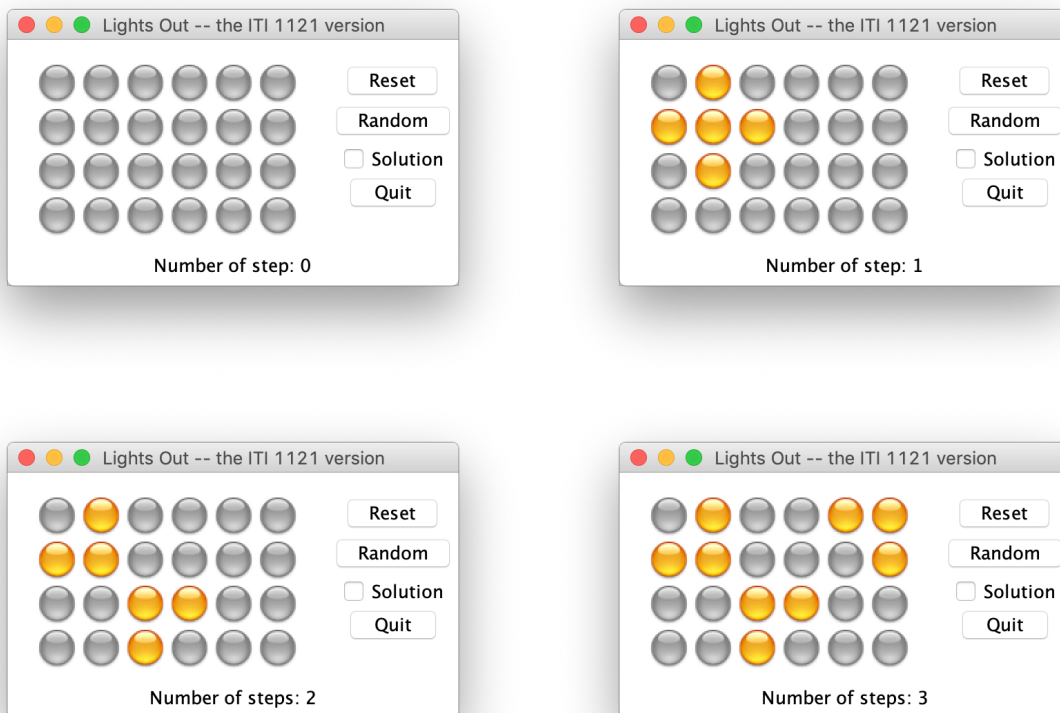 Lights Out -- the ITI 1121 version
Reset
Random
Solution
Quit
Number of step: 0
Lights Out -- the ITI 1121 version
Reset
Random
Solution
Quit
Number of step: 1
Lights Out -- the ITI 1121 version
Reset
Random
Solution
Quit
Number of steps: 2
Lights Out -- the ITI 1121 version
Reset
Random
Solution
Quit
Number of steps: 3